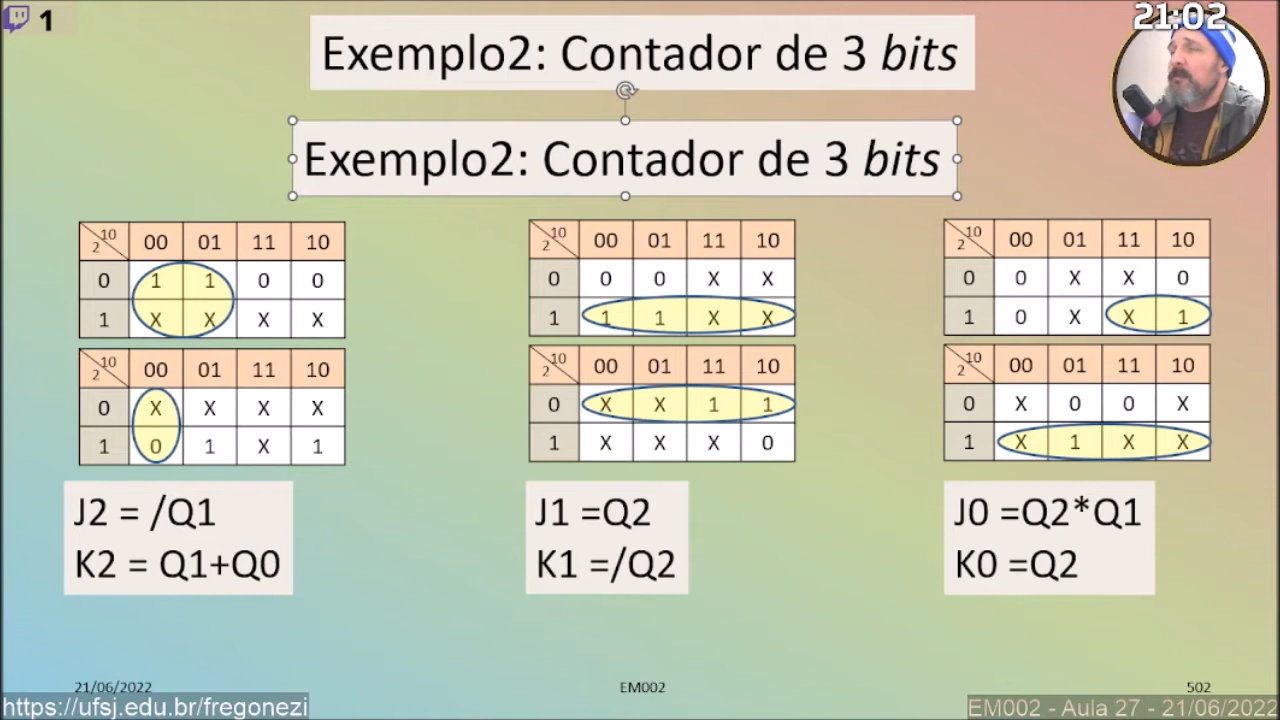 1
21:02
Exemplo2: Contador de 3 bits
Exemplo2: Contador de 3 bits
10 2 00 01 11 10
0 1 1 0 0
1 X X X X
10 2 00 01 11 10
0 X X X X
1 0 1 X 1
J2 = /Q1
K2 = Q1+Q0
10 2 00 01 11 10
0 0 0 X X
1 1 1 X X
10 2 00 01 11 10
0 X X 1 1
1 X X X 0
J1 =Q2
K1 =/Q2
10 2 00 01 11 10
0 0 X X 0
1 0 X X 1
10 2 00 01 11 10
0 X 0 0 X
1 X 1 X X
J0 =Q2*Q1
K0 =Q2
21/06/2022
EM002
502
https://ufsj.edu.br/fregonezi
EM002 - Aula 27 - 21/06/2022